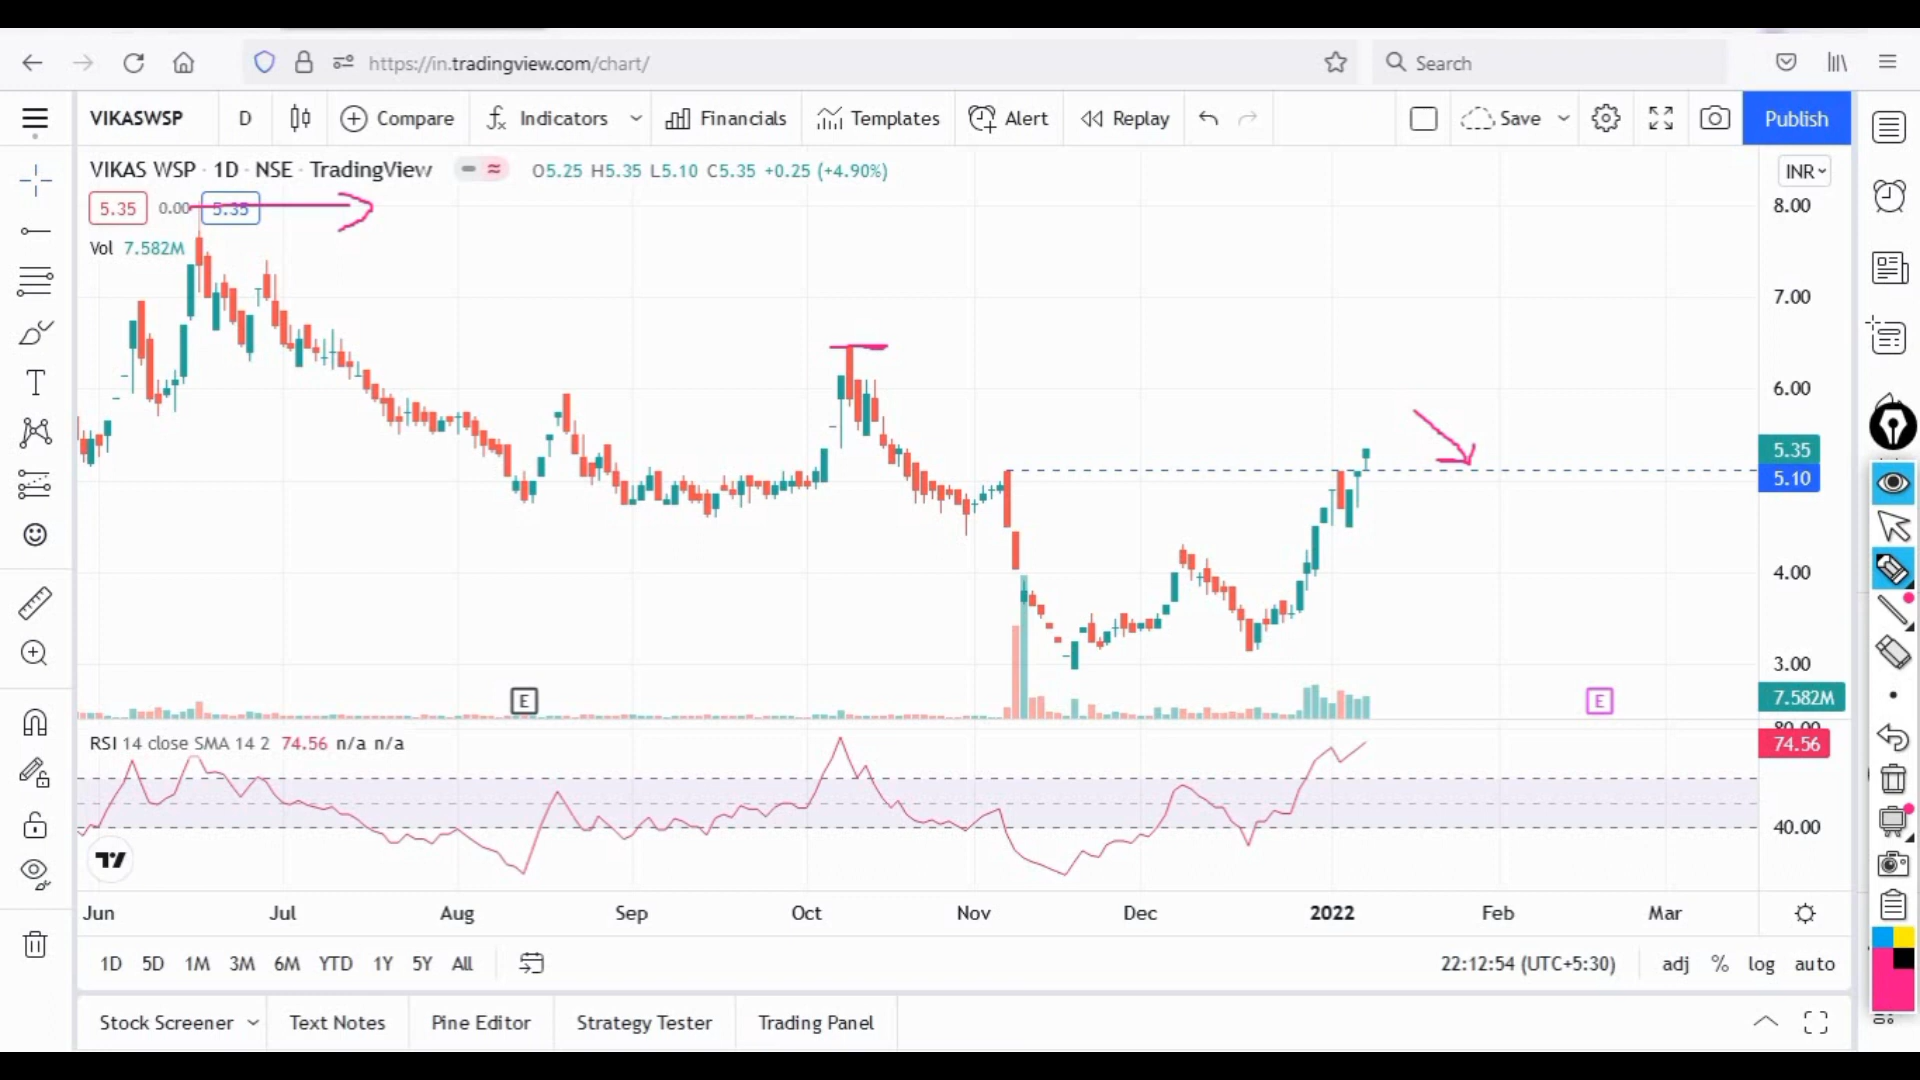 https://in.tradingview.com/chart/
Search
VIKASWSP D Compare Indicators Financials Templates Alert Replay Save Publish
VIKAS WSP · 1D · NSE · TradingView O5.25 H5.35 L5.10 C5.35 +0.25 (+4.90%) INR
5.35 0.00 5.35
8.00
Vol 7.582M
7.00
6.00
5.35
5.10
4.00
3.00
E E 7.582M
80.00
RSI 14 close SMA 14 2 74.56 n/a n/a 74.56
40.00
Jun Jul Aug Sep Oct Nov Dec 2022 Feb Mar
1D 5D 1M 3M 6M YTD 1Y 5Y All 22:12:54 (UTC+5:30) adj % log auto
Stock Screener Text Notes Pine Editor Strategy Tester Trading Panel